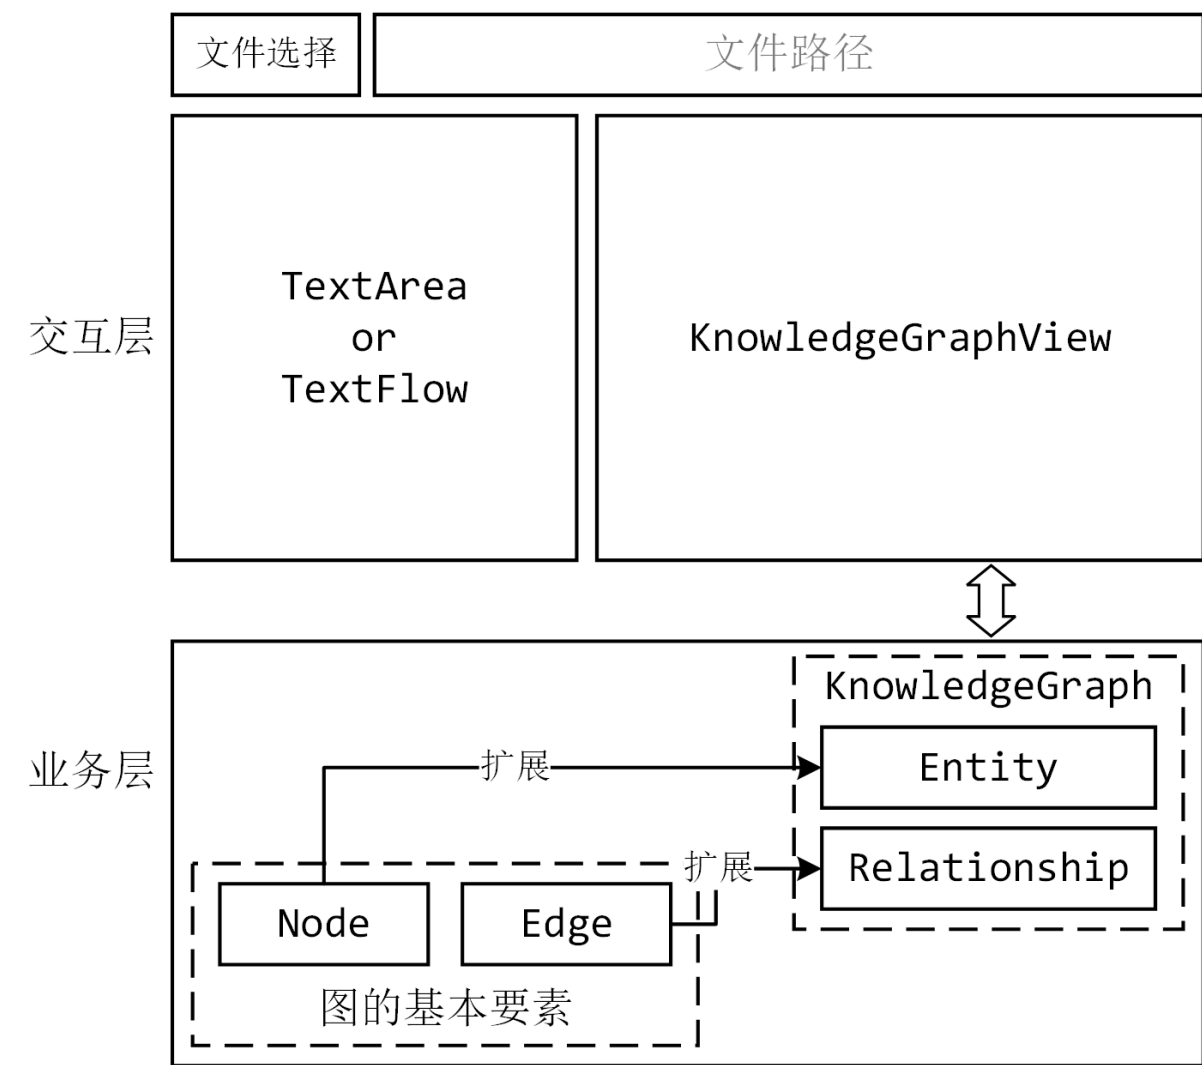 文件选择
文件路径
交互层
TextArea
or
TextFlow
KnowledgeGraphView
业务层
KnowledgeGraph
扩展
Entity
扩展
Relationship
Node
Edge
图的基本要素